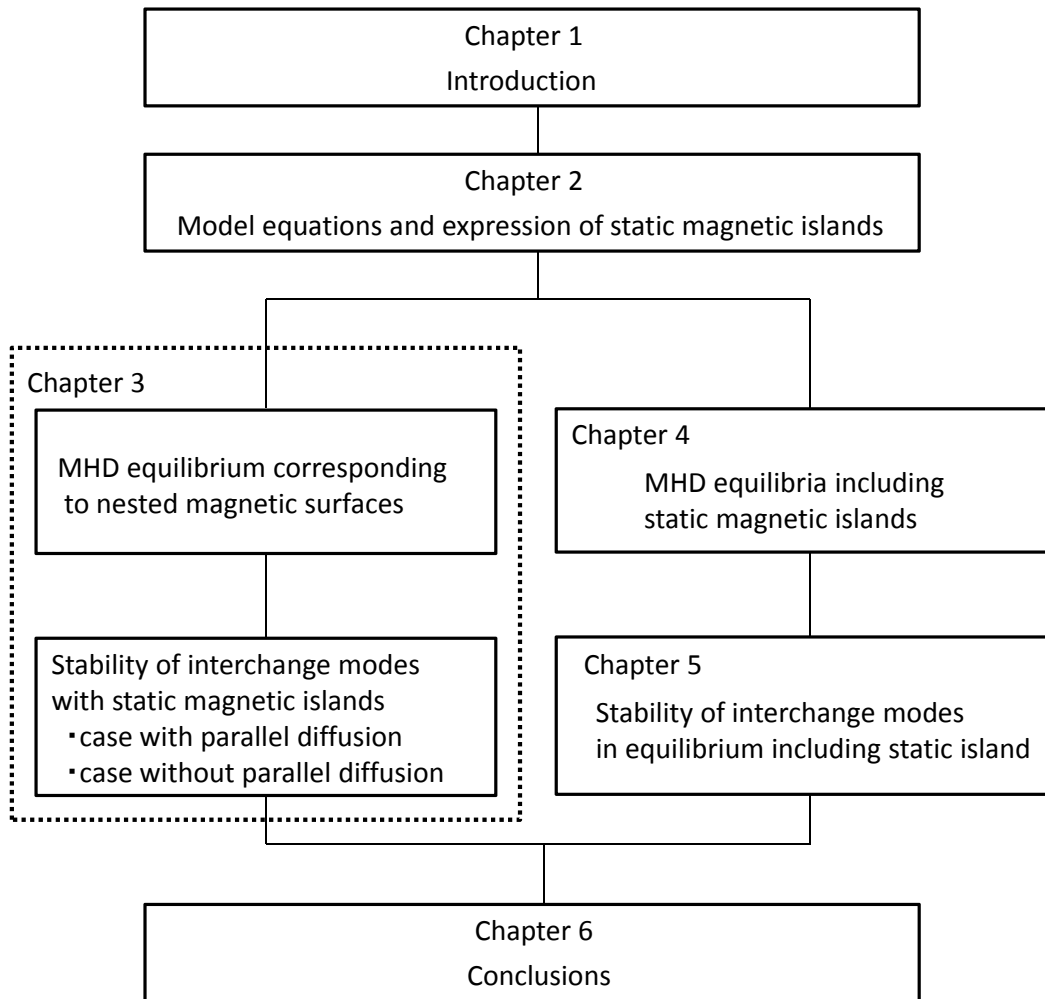 Chapter 1
Introduction
Chapter 2
Model equations and expression of static magnetic islands
Chapter 3
MHD equilibrium corresponding
to nested magnetic surfaces
Stability of interchange modes
with static magnetic islands
・case with parallel diffusion
・case without parallel diffusion
Chapter 4
MHD equilibria including
static magnetic islands
Chapter 5
Stability of interchange modes
in equilibrium including static island
Chapter 6
Conclusions